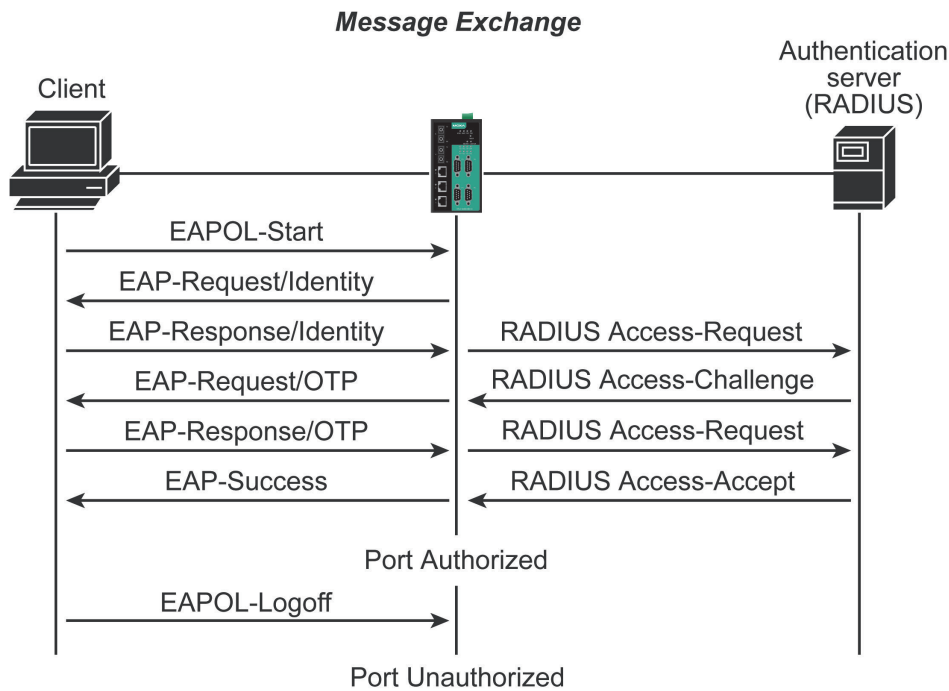 Message Exchange
Client
Authentication
server
(RADIUS)
EAPOL-Start
EAP-Request/Identity
EAP-Response/Identity
RADIUS Access-Request
EAP-Request/OTP
RADIUS Access-Challenge
EAP-Response/OTP
RADIUS Access-Request
EAP-Success
RADIUS Access-Accept
Port Authorized
EAPOL-Logoff
Port Unauthorized